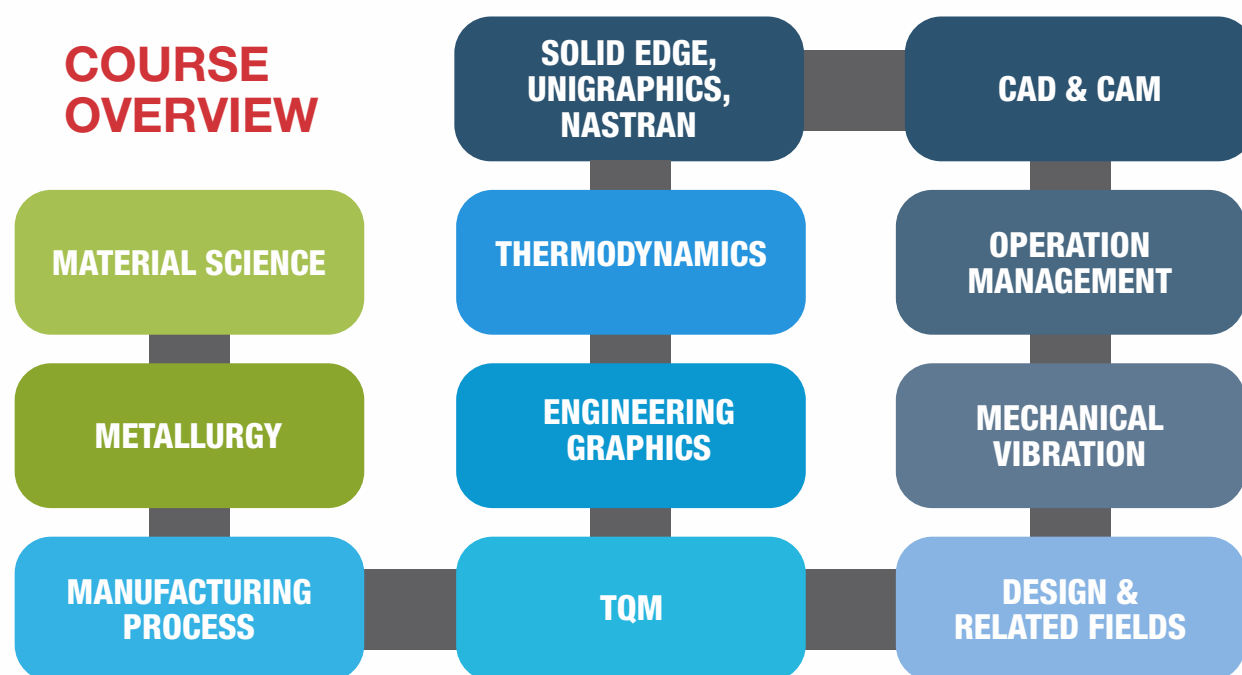 COURSE
OVERVIEW
MATERIAL SCIENCE
METALLURGY
MANUFACTURING
PROCESS
TQM
ENGINEERING
GRAPHICS
THERMODYNAMICS
SOLID EDGE,
UNIGRAPHICS,
NASTRAN
CAD & CAM
OPERATION
MANAGEMENT
MECHANICAL
VIBRATION
DESIGN &
RELATED FIELDS